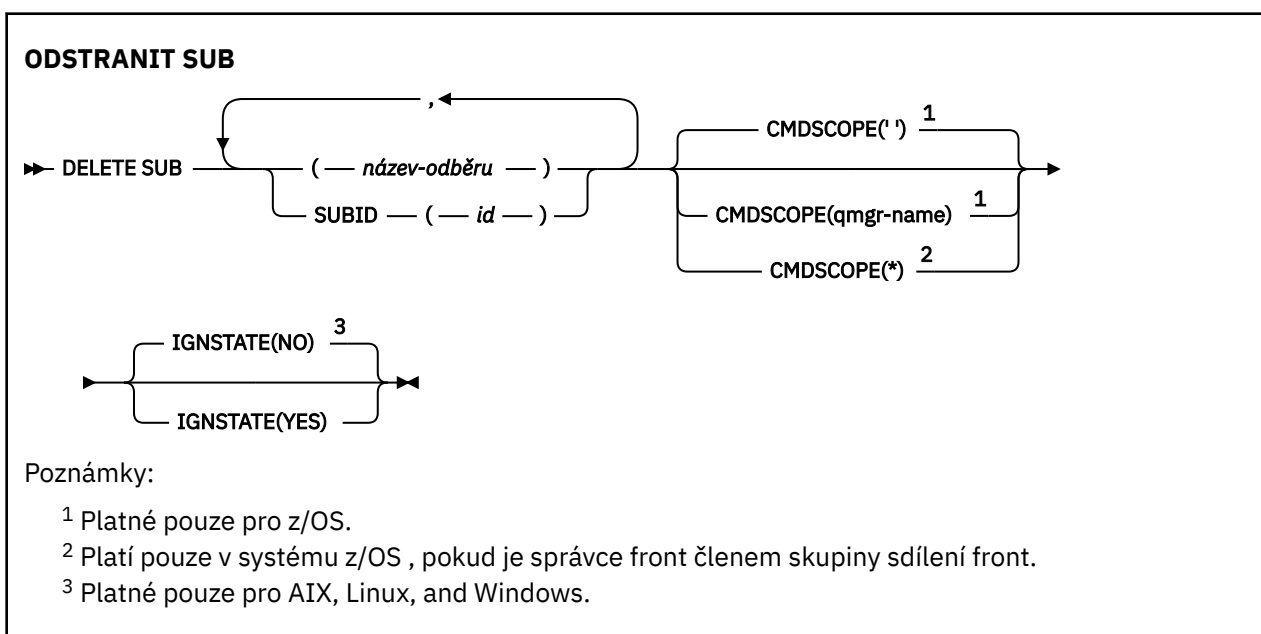 ODSTRANIT SUB
,
CMDSCOPE(' ') 1
DELETE SUB ( název-odběru )
SUBID ( id )
CMDSCOPE(qmgr-name) 1
CMDSCOPE(*) 2
IGNSTATE(NO) 3
IGNSTATE(YES)
Poznámky:
1 Platné pouze pro z/OS.
2 Platí pouze v systému z/OS , pokud je správce front členem skupiny sdílení front.
3 Platné pouze pro AIX, Linux, and Windows.